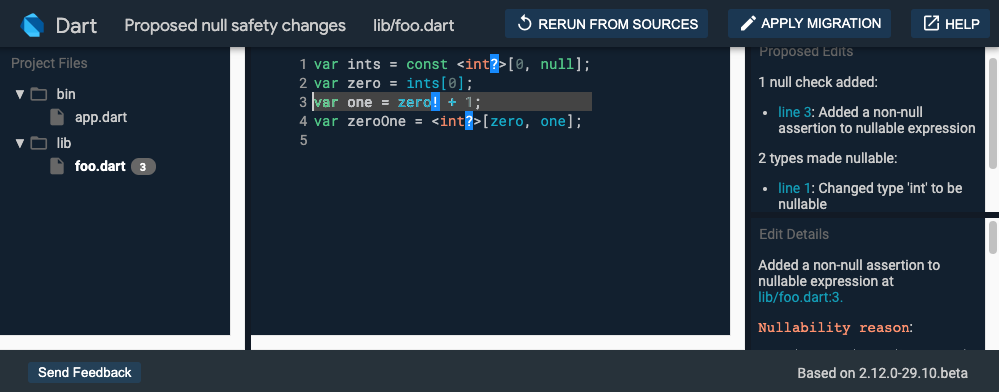 Dart Proposed null safety changes lib/foo.dart RERUN FROM SOURCES APPLY MIGRATION HELP
Project Files
bin
app.dart
lib
foo.dart 3
1 var ints = const <int?>[0, null];
2 var zero = ints[0];
3 var one = zero! + 1;
4 var zeroOne = <int?>[zero, one];
5
Proposed Edits
1 null check added:
• line 3: Added a non-null
assertion to nullable expression
2 types made nullable:
• line 1: Changed type 'int' to be
nullable
Edit Details
Added a non-null assertion to
nullable expression at
lib/foo.dart:3.
Nullability reason:
Send Feedback
Based on 2.12.0-29.10.beta